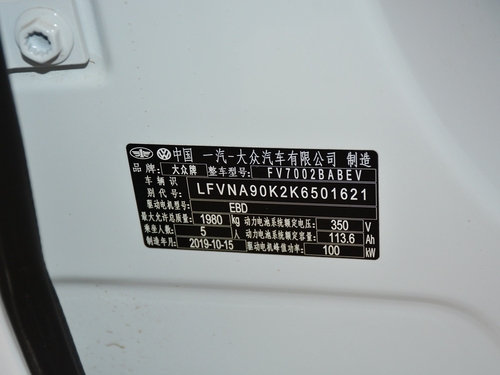 中国 一汽-大众汽车有限公司 制造
品牌 大众牌 整车型号: FV7002BABEV
车辆识别代号: LFVNA90K2K6501621
驱动电机型号: EBD
最大允许总质量: 1980 kg 动力电池系统额定电压: 350 V
乘坐人数: 5 人 动力电池系统额定容量: 113.6 Ah
制造年月: 2019-10-15 驱动电机峰值功率: 100 kW